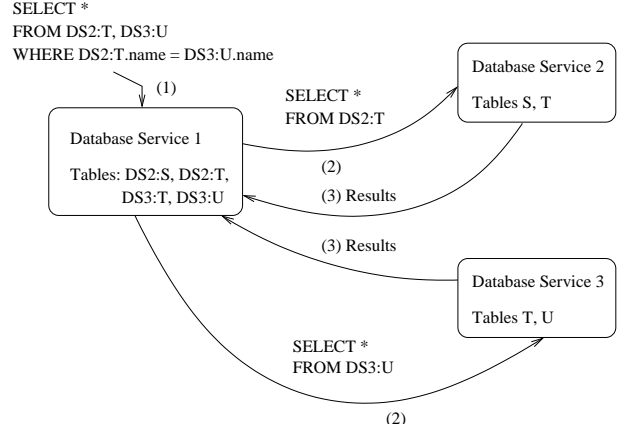 SELECT *
FROM DS2:T, DS3:U
WHERE DS2:T.name = DS3:U.name
(1)
Database Service 1
Tables: DS2:S, DS2:T,
DS3:T, DS3:U
SELECT *
FROM DS2:T
(2)
(3) Results
Database Service 2
Tables S, T
(3) Results
Database Service 3
Tables T, U
SELECT *
FROM DS3:U
(2)